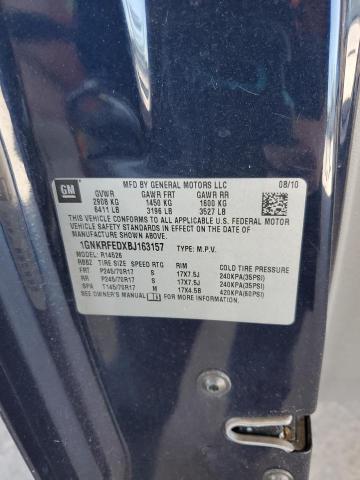 GM
MFD BY GENERAL MOTORS LLC 08/10
GVWR GAWR FRT GAWR RR
2908 KG 1450 KG 1600 KG
6411 LB 3196 LB 3527 LB
THIS VEHICLE CONFORMS TO ALL APPLICABLE U.S. FEDERAL MOTOR
VEHICLE SAFETY STANDARDS IN EFFECT ON THE DATE OF
MANUFACTURE SHOWN ABOVE.
1GNKRFEDXBJ163157 TYPE: M.P.V.
MODEL: R14526
TIRE SIZE SPEED RTG RIM COLD TIRE PRESSURE
FRT P245/70R17 S 17X7.5J 240KPA(35PSI)
RR P245/70R17 S 17X7.5J 240KPA(35PSI)
SPA T145/70R17 M 17X4.5B 420KPA(60PSI)
SEE OWNER'S MANUAL FOR ADDITIONAL INFORMATION